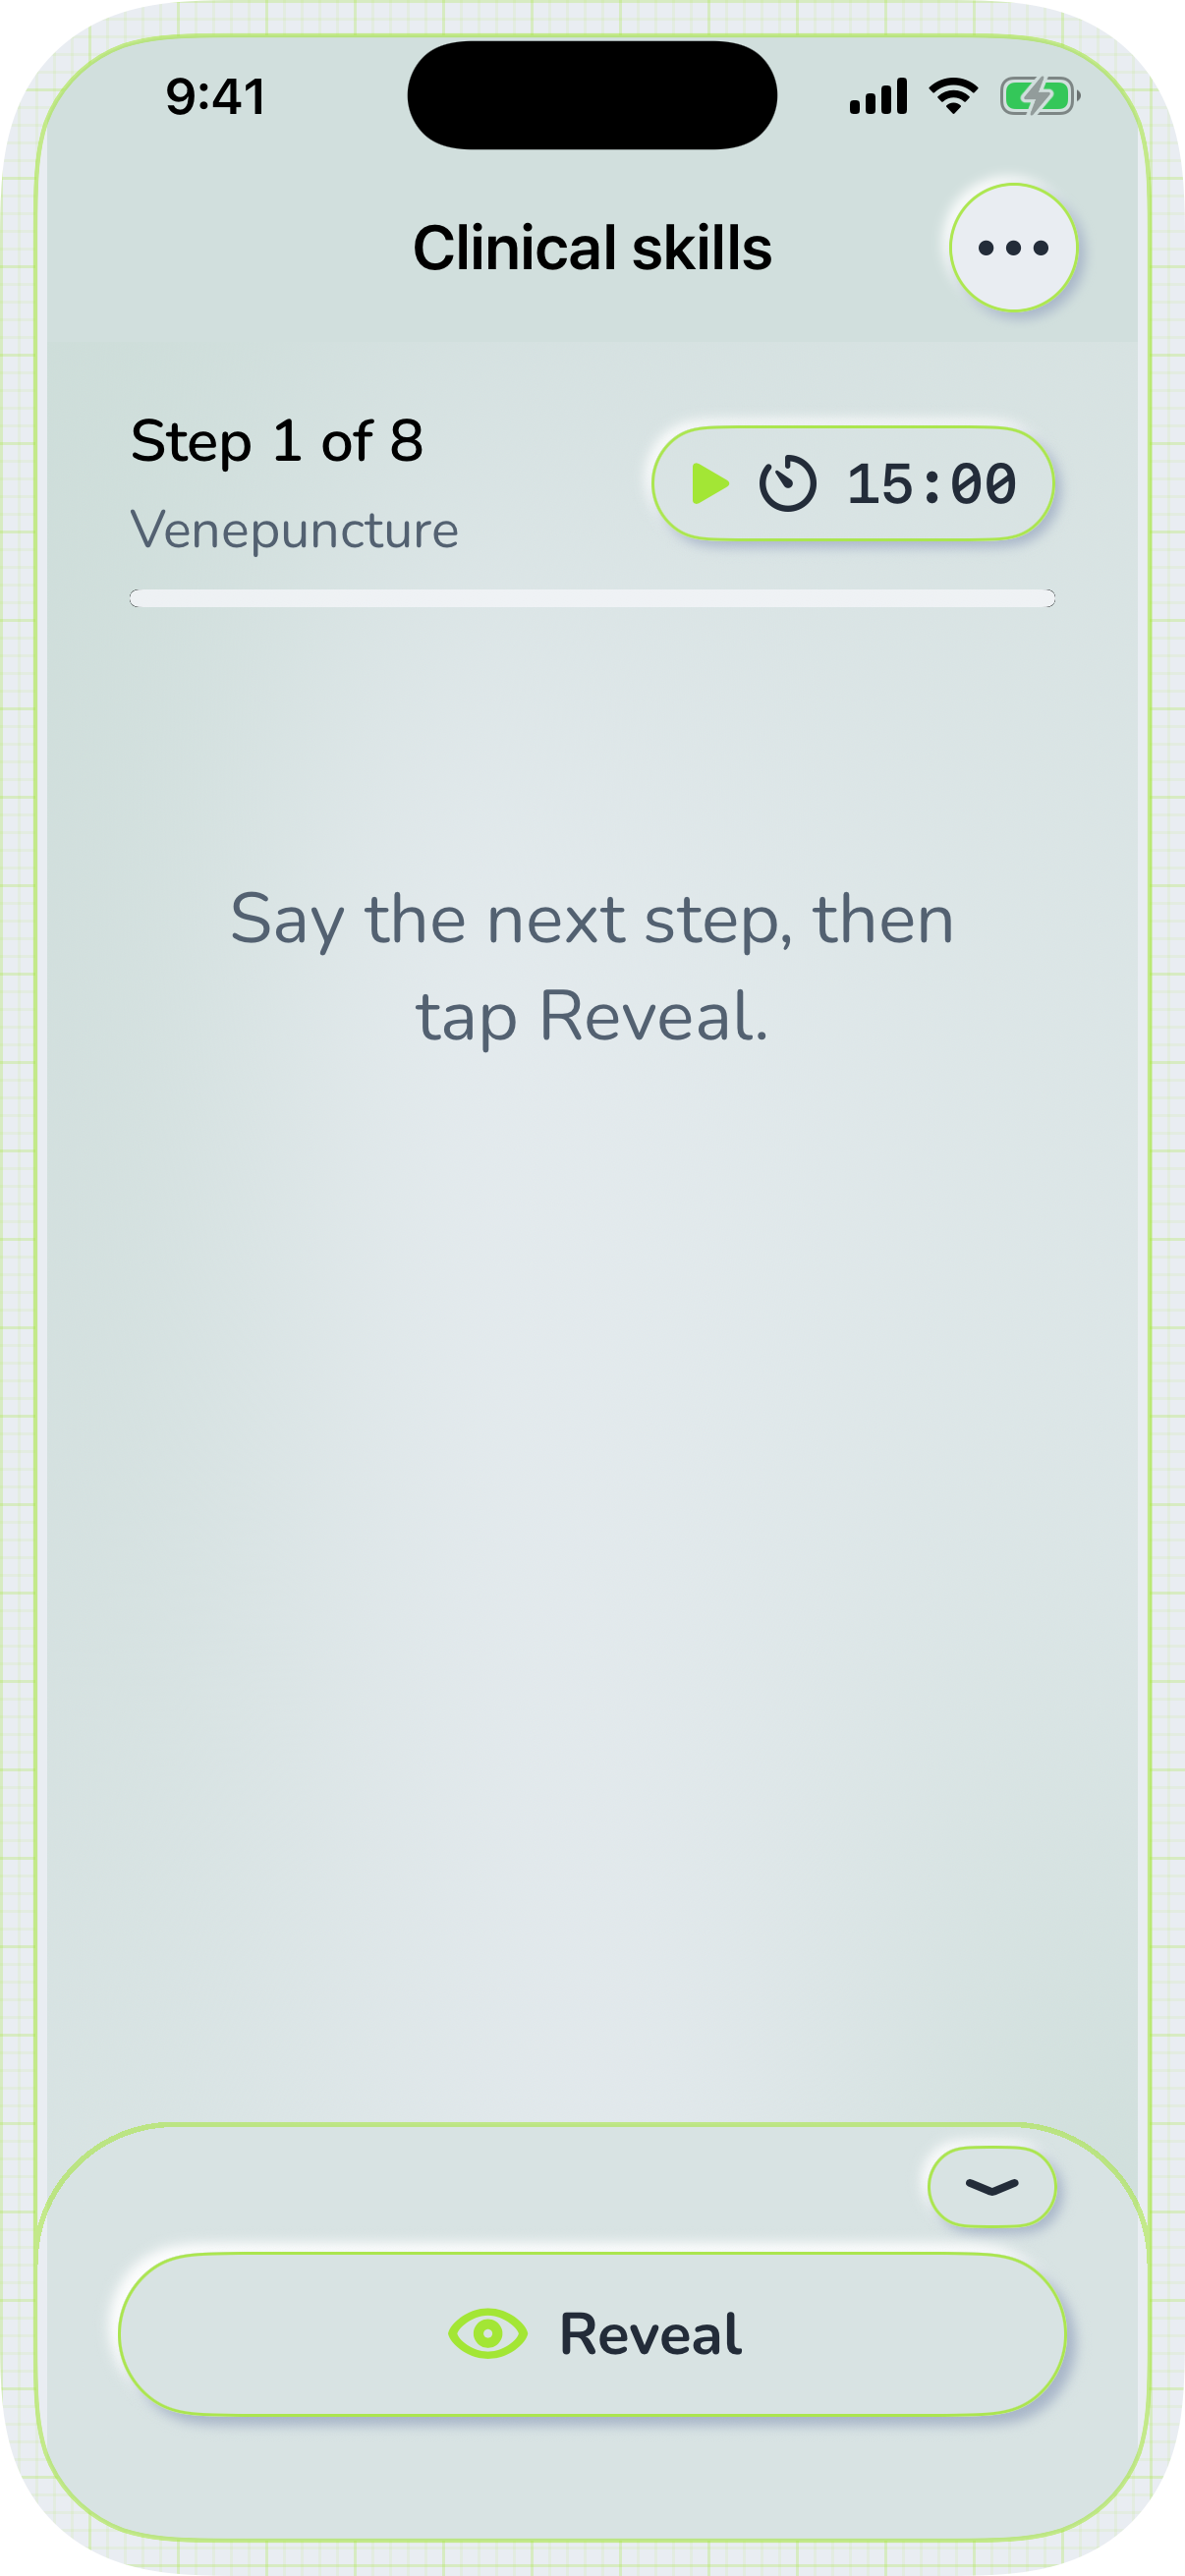 9:41
Clinical skills
Step 1 of 8
15:00
Venepuncture
Say the next step, then
tap Reveal.
Reveal